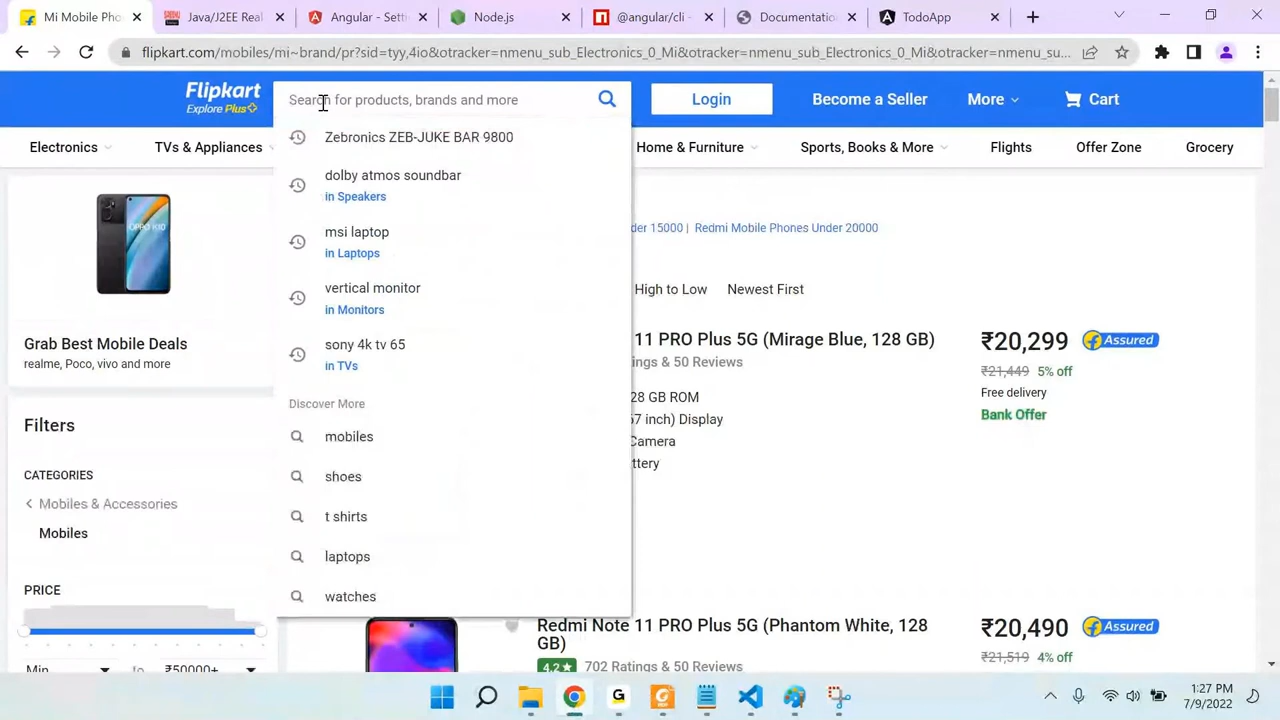 Mi Mobile Pho
Java/J2EE Real
Angular - Sett
Node.js
@angular/cli -
Documentatio
TodoApp
flipkart.com/mobiles/mi~brand/pr?sid=tyy,4io&otracker=nmenu_sub_Electronics_0_Mi&otracker=nmenu_sub_Electronics_0_Mi&otracker=nmenu_su...
Flipkart
Explore Plus
Search for products, brands and more
Login
Become a Seller
More
Cart
Electronics
TVs & Appliances
Home & Furniture
Sports, Books & More
Flights
Offer Zone
Grocery
Zebronics ZEB-JUKE BAR 9800
dolby atmos soundbar
in Speakers
msi laptop
in Laptops
vertical monitor
in Monitors
sony 4k tv 65
in TVs
Discover More
mobiles
shoes
t shirts
laptops
watches
OPPO K10
Grab Best Mobile Deals
realme, Poco, vivo and more
Filters
CATEGORIES
Mobiles & Accessories
Mobiles
PRICE
Min
to
₹50000+
der 15000 | Redmi Mobile Phones Under 20000
High to Low
Newest First
11 PRO Plus 5G (Mirage Blue, 128 GB)
ngs & 50 Reviews
28 GB ROM
67 inch) Display
Camera
ttery
₹20,299
Assured
₹21,449 5% off
Free delivery
Bank Offer
Redmi Note 11 PRO Plus 5G (Phantom White, 128
GB)
4.2★ 702 Ratings & 50 Reviews
₹20,490
Assured
₹21,519 4% off
1:27 PM
7/9/2022